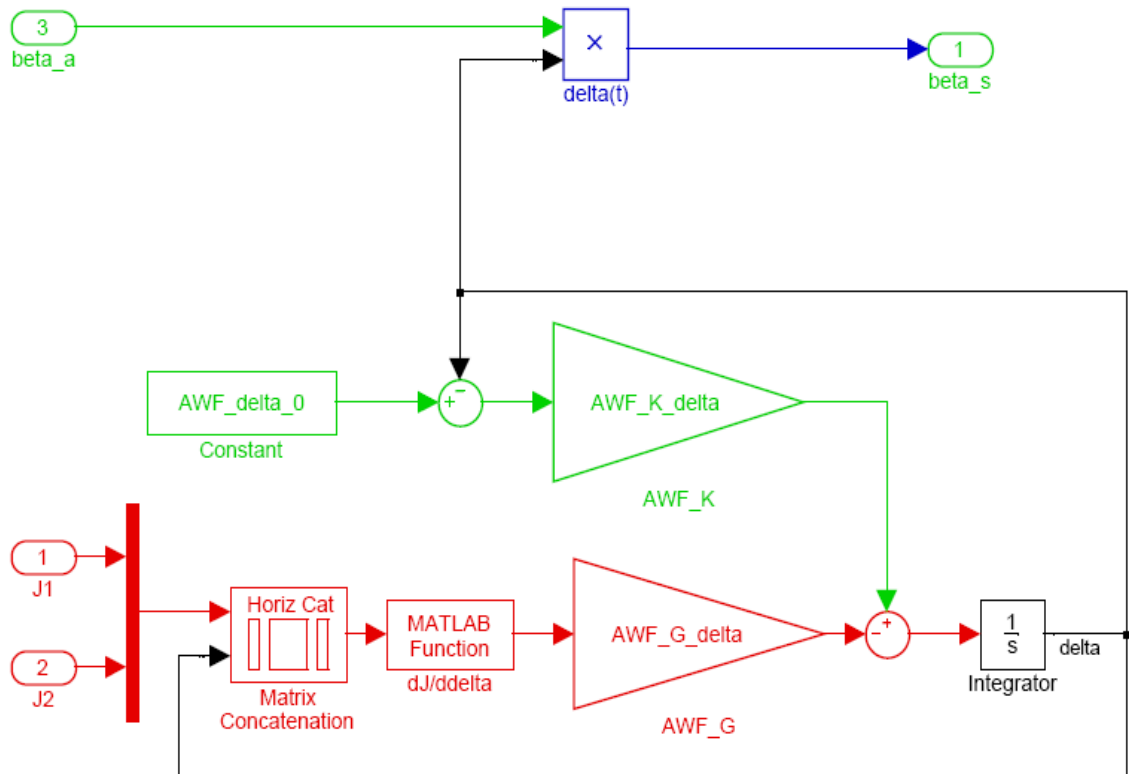 3
beta_a
×
delta(t)
1
beta_s
AWF_delta_0
Constant
+
−
AWF_K_delta
AWF_K
1
J1
2
J2
Horiz Cat
Matrix
Concatenation
MATLAB
Function
dJ/ddelta
AWF_G_delta
AWF_G
−
+
1
s
Integrator
delta